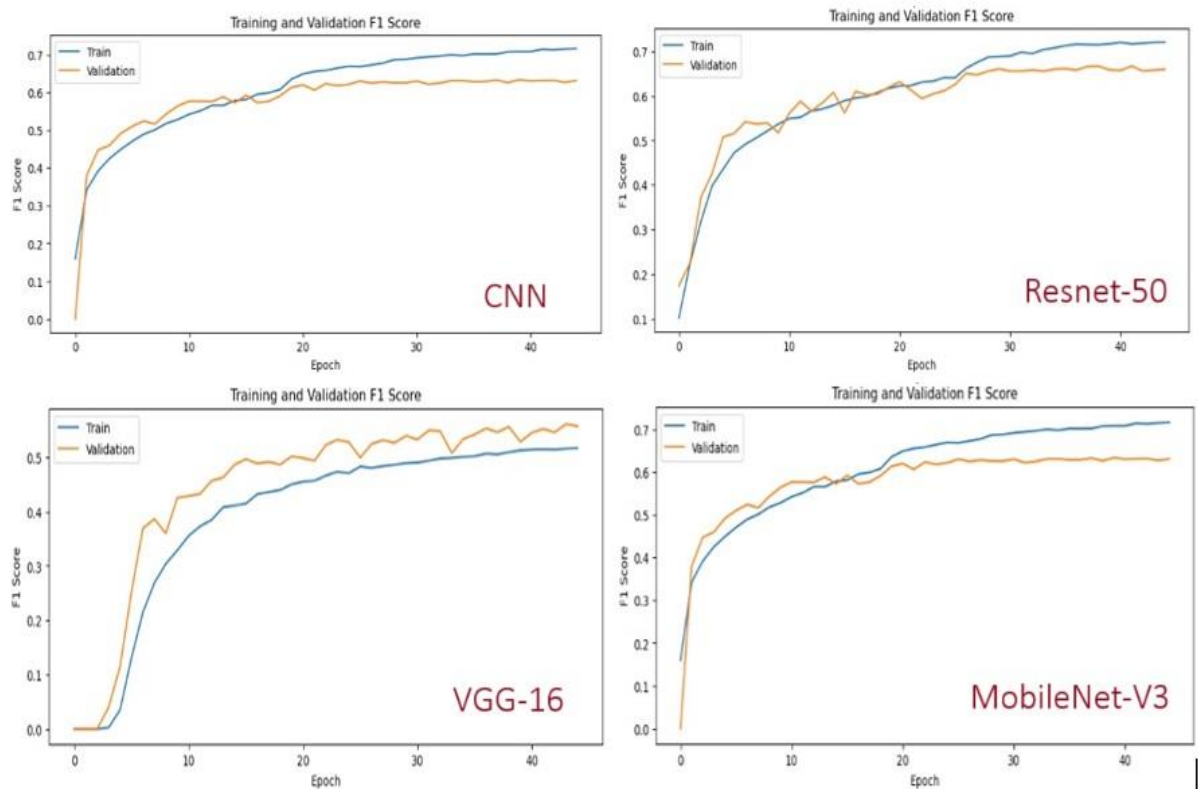 Training and Validation F1 Score
Train
Validation
0.7
0.6
0.5
0.4
0.3
0.2
0.1
0.0
F1 Score
0
10
20
30
40
Epoch
CNN
Training and Validation F1 Score
Train
Validation
0.7
0.6
0.5
0.4
0.3
0.2
0.1
F1 Score
0
10
20
30
40
Epoch
Resnet-50
Training and Validation F1 Score
Train
Validation
0.5
0.4
0.3
0.2
0.1
0.0
F1 Score
0
10
20
30
40
Epoch
VGG-16
Training and Validation F1 Score
Train
Validation
0.7
0.6
0.5
0.4
0.3
0.2
0.1
0.0
F1 Score
0
10
20
30
40
Epoch
MobileNet-V3